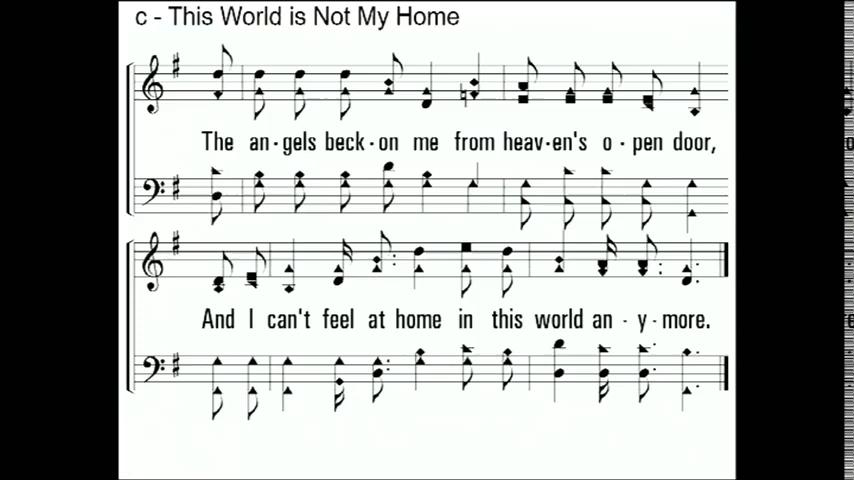 c - This World is Not My Home
The an·gels beck·on me from heav·en's o·pen door,
And I can't feel at home in this world an·y·more.